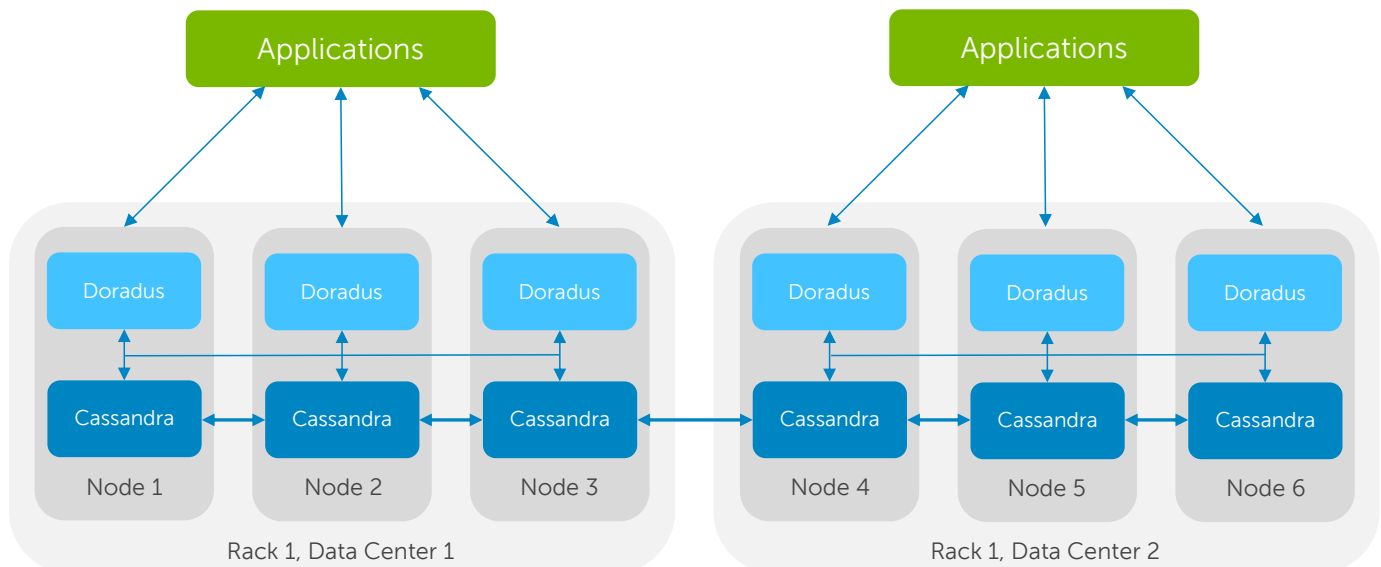 Applications
Applications
Doradus
Doradus
Doradus
Doradus
Doradus
Doradus
Cassandra
Cassandra
Cassandra
Cassandra
Cassandra
Cassandra
Node 1
Node 2
Node 3
Node 4
Node 5
Node 6
Rack 1, Data Center 1
Rack 1, Data Center 2